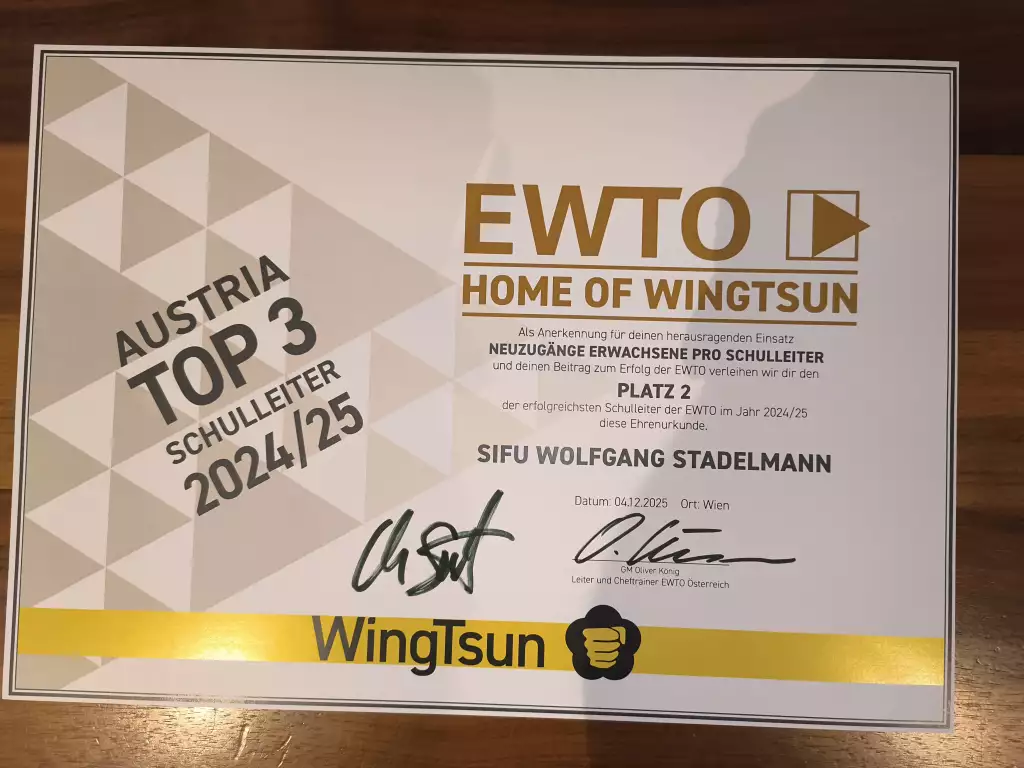 AUSTRIA
TOP 3
SCHULLEITER
2024/25
EWTO
HOME OF WINGTSUN
Als Anerkennung für deinen herausragenden Einsatz
NEUZUGÄNGE ERWACHSENE PRO SCHULLEITER
und deinen Beitrag zum Erfolg der EWTO verleihen wir dir den
PLATZ 2
der erfolgreichsten Schulleiter der EWTO im Jahr 2024/25
diese Ehrenurkunde.
SIFU WOLFGANG STADELMANN
Datum: 04.12.2025 Ort: Wien
GM Oliver König
Leiter und Cheftrainer EWTO Österreich
WingTsun